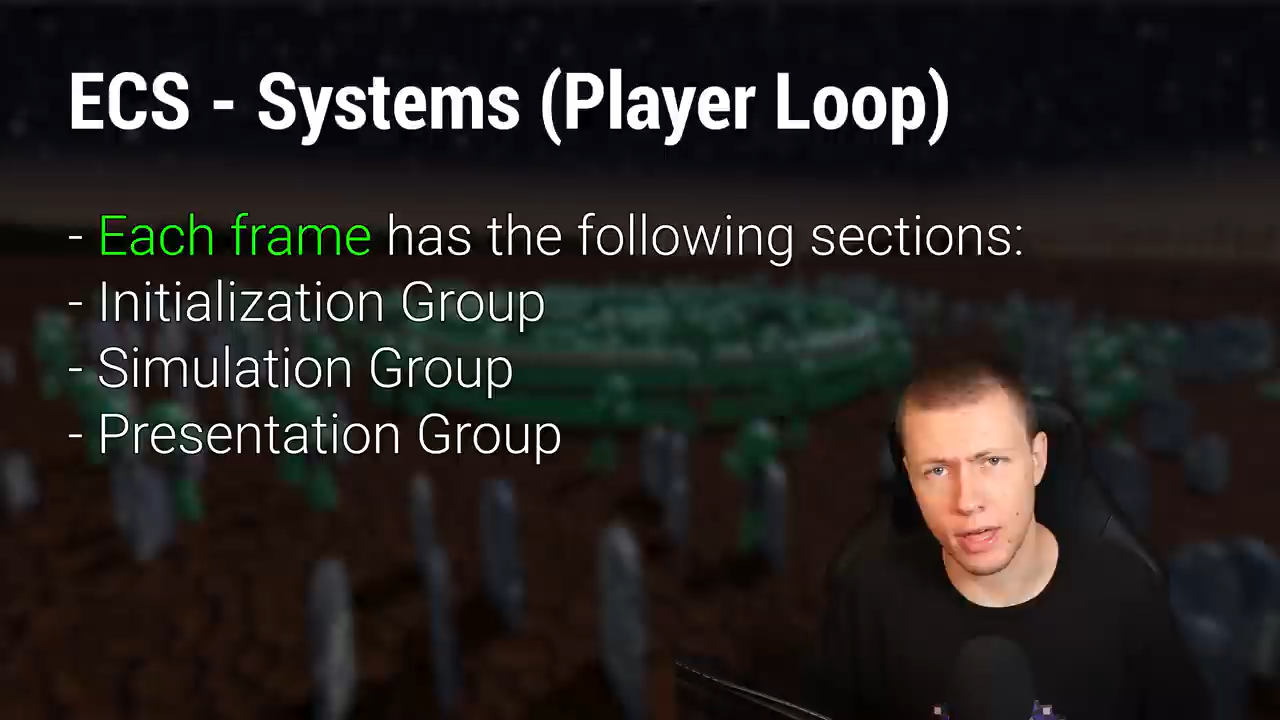 ECS - Systems (Player Loop)
- Each frame has the following sections:
- Initialization Group
- Simulation Group
- Presentation Group